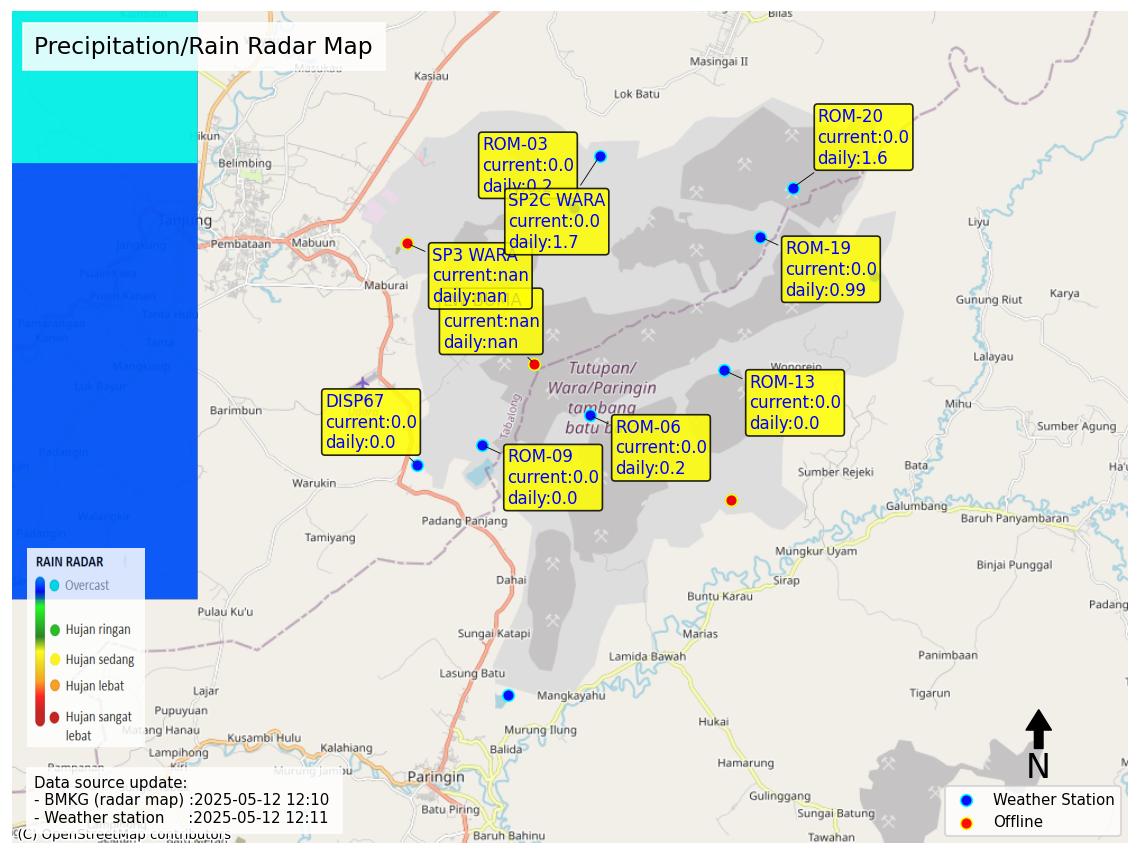 Precipitation/Rain Radar Map
Bilas
Masingai II
Kasiau
Lok Batu
Hikun
Belimbing
Tanjung
Jangkung
Pembataan
Mabuun
Maburai
Liyu
Gunung Riut
Karya
Lalayau
Mihu
Sumber Agung
Bata
Sumber Rejeki
Galumbang
Baruh Panyambaran
Mungkur Uyam
Binjai Punggal
Sirap
Buntu Karau
Padang
Marias
Lamida Bawah
Panimbaan
Tigarun
Hukai
Hamarung
Gulinggang
Sungai Batung
Tawahan
ROM-03
current:0.0
daily:0.2
SP2C WARA
current:0.0
daily:1.7
ROM-20
current:0.0
daily:1.6
ROM-19
current:0.0
daily:0.99
SP3 WARA
current:nan
daily:nan
current:nan
daily:nan
Wonorejo
ROM-13
current:0.0
daily:0.0
Tutupan/
Wara/Paringin
tambang
batu b
ROM-06
current:0.0
daily:0.2
DISP67
current:0.0
daily:0.0
ROM-09
current:0.0
daily:0.0
Tabalong
Mangkupum
Luk Bayur
Barimbun
Warukin
Padang Panjang
Tamiyang
Dahai
Pulau Ku'u
Sungai Katapi
Lasung Batu
Mangkayahu
Murung Ilung
Lajar
Pupuyuan
Matang Hanau
Lampihong
Kusambi Hulu
Kalahiang
Murung Jambu
Balida
Paringin
Batu Piring
Baruh Bahinu
RAIN RADAR
Overcast
Hujan ringan
Hujan sedang
Hujan lebat
Hujan sangat
lebat
Data source update:
- BMKG (radar map) :2025-05-12 12:10
- Weather station :2025-05-12 12:11
(C) OpenStreetMap contributors
N
Weather Station
Offline